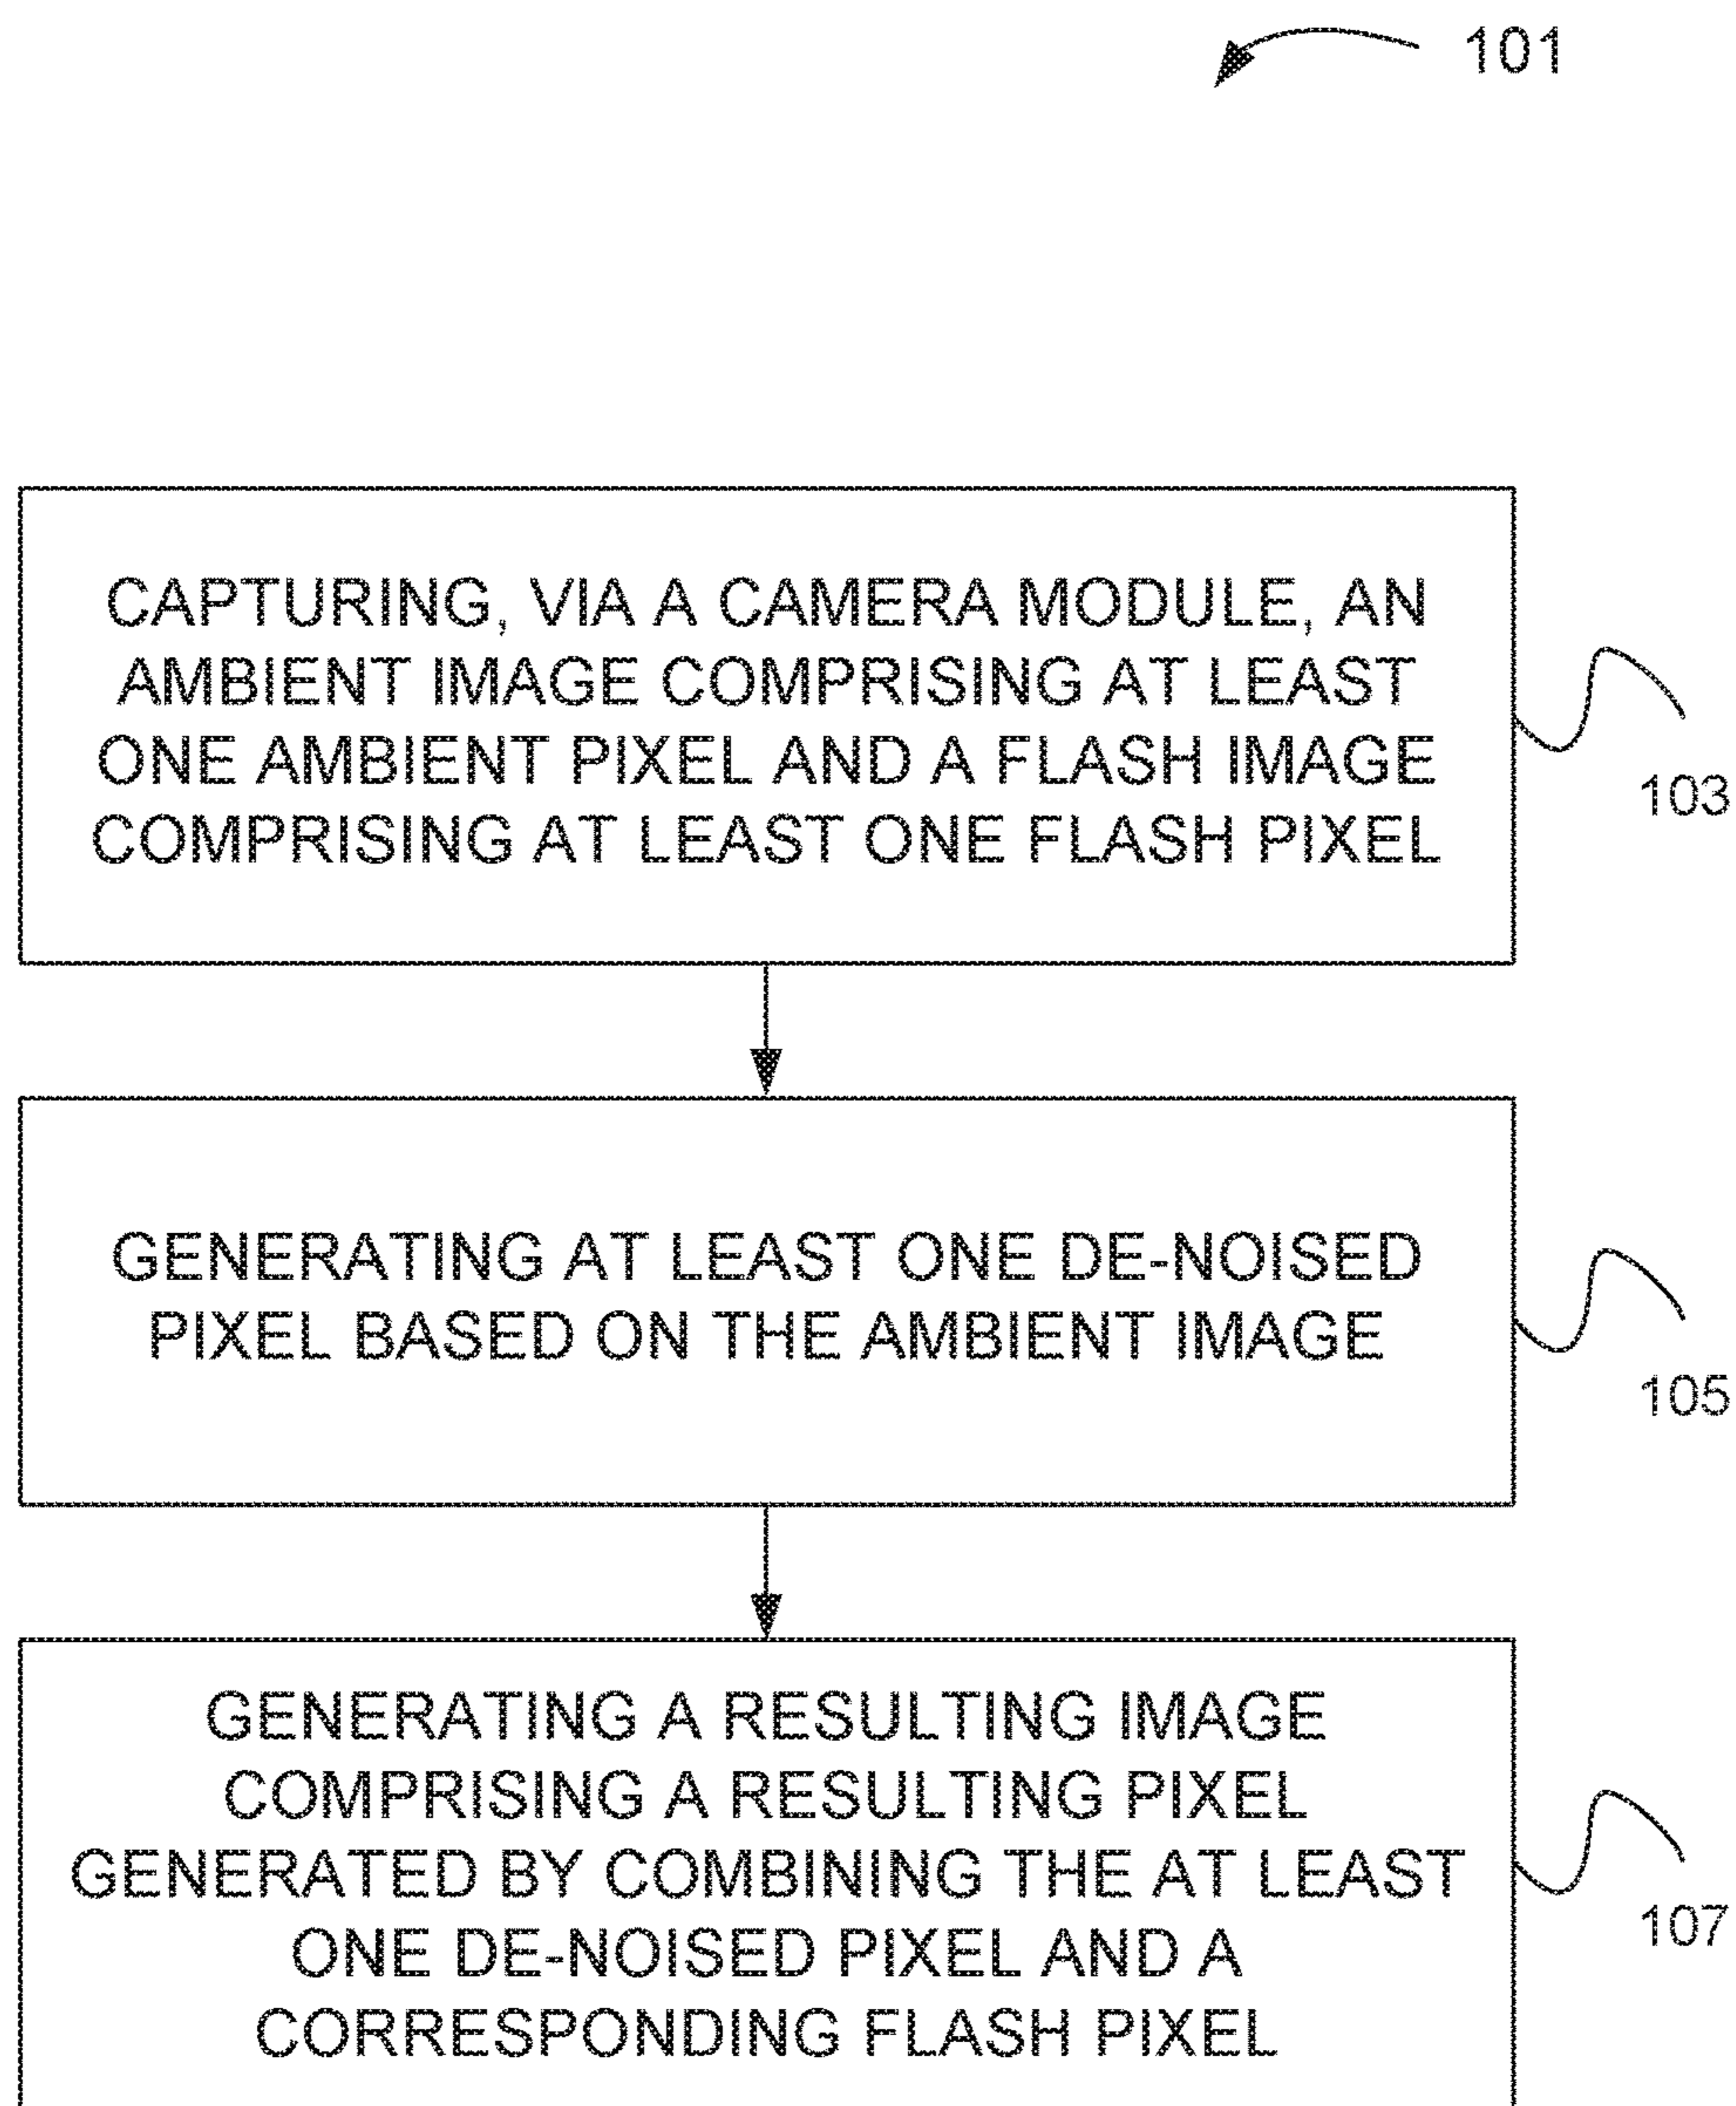 101
CAPTURING, VIA A CAMERA MODULE, AN
AMBIENT IMAGE COMPRISING AT LEAST
ONE AMBIENT PIXEL AND A FLASH IMAGE
COMPRISING AT LEAST ONE FLASH PIXEL
103
GENERATING AT LEAST ONE DE-NOISED
PIXEL BASED ON THE AMBIENT IMAGE
105
GENERATING A RESULTING IMAGE
COMPRISING A RESULTING PIXEL
GENERATED BY COMBINING THE AT LEAST
ONE DE-NOISED PIXEL AND A
CORRESPONDING FLASH PIXEL
107